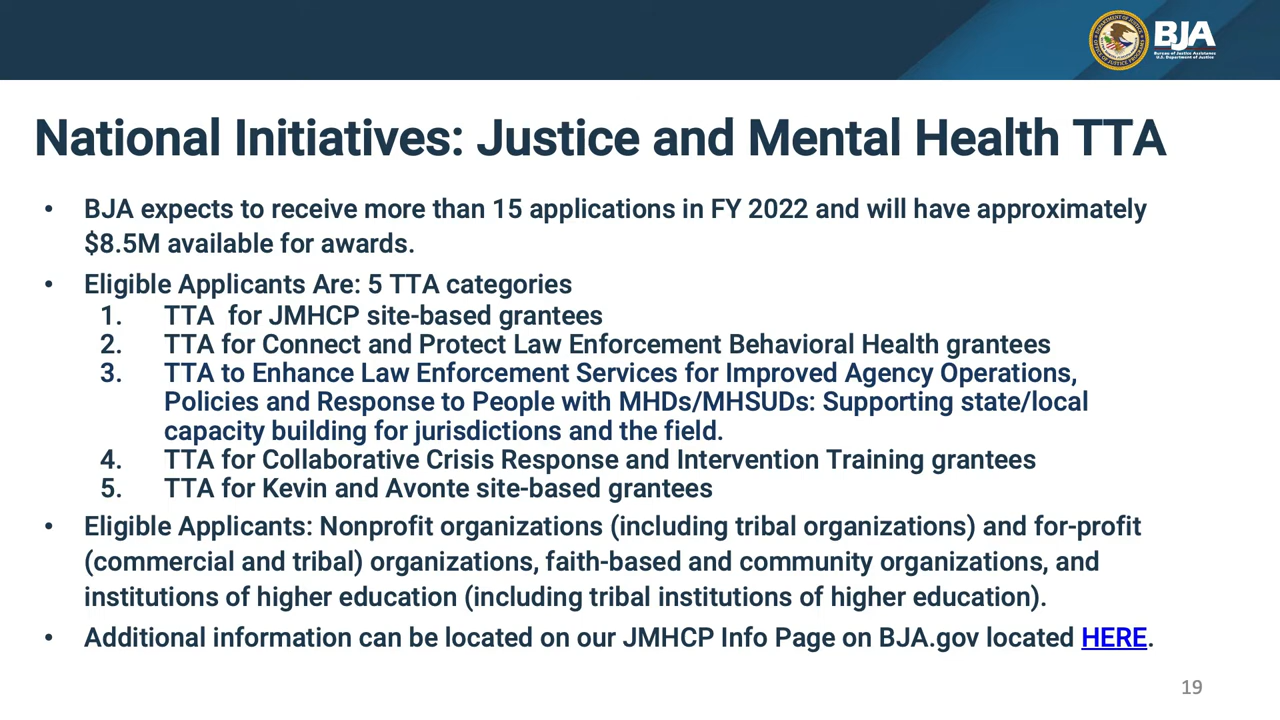 BJA
Bureau of Justice Assistance
U.S. Department of Justice
National Initiatives: Justice and Mental Health TTA
• BJA expects to receive more than 15 applications in FY 2022 and will have approximately
$8.5M available for awards.
• Eligible Applicants Are: 5 TTA categories
1. TTA for JMHCP site-based grantees
2. TTA for Connect and Protect Law Enforcement Behavioral Health grantees
3. TTA to Enhance Law Enforcement Services for Improved Agency Operations,
Policies and Response to People with MHDs/MHSUDs: Supporting state/local
capacity building for jurisdictions and the field.
4. TTA for Collaborative Crisis Response and Intervention Training grantees
5. TTA for Kevin and Avonte site-based grantees
• Eligible Applicants: Nonprofit organizations (including tribal organizations) and for-profit
(commercial and tribal) organizations, faith-based and community organizations, and
institutions of higher education (including tribal institutions of higher education).
• Additional information can be located on our JMHCP Info Page on BJA.gov located HERE.
19